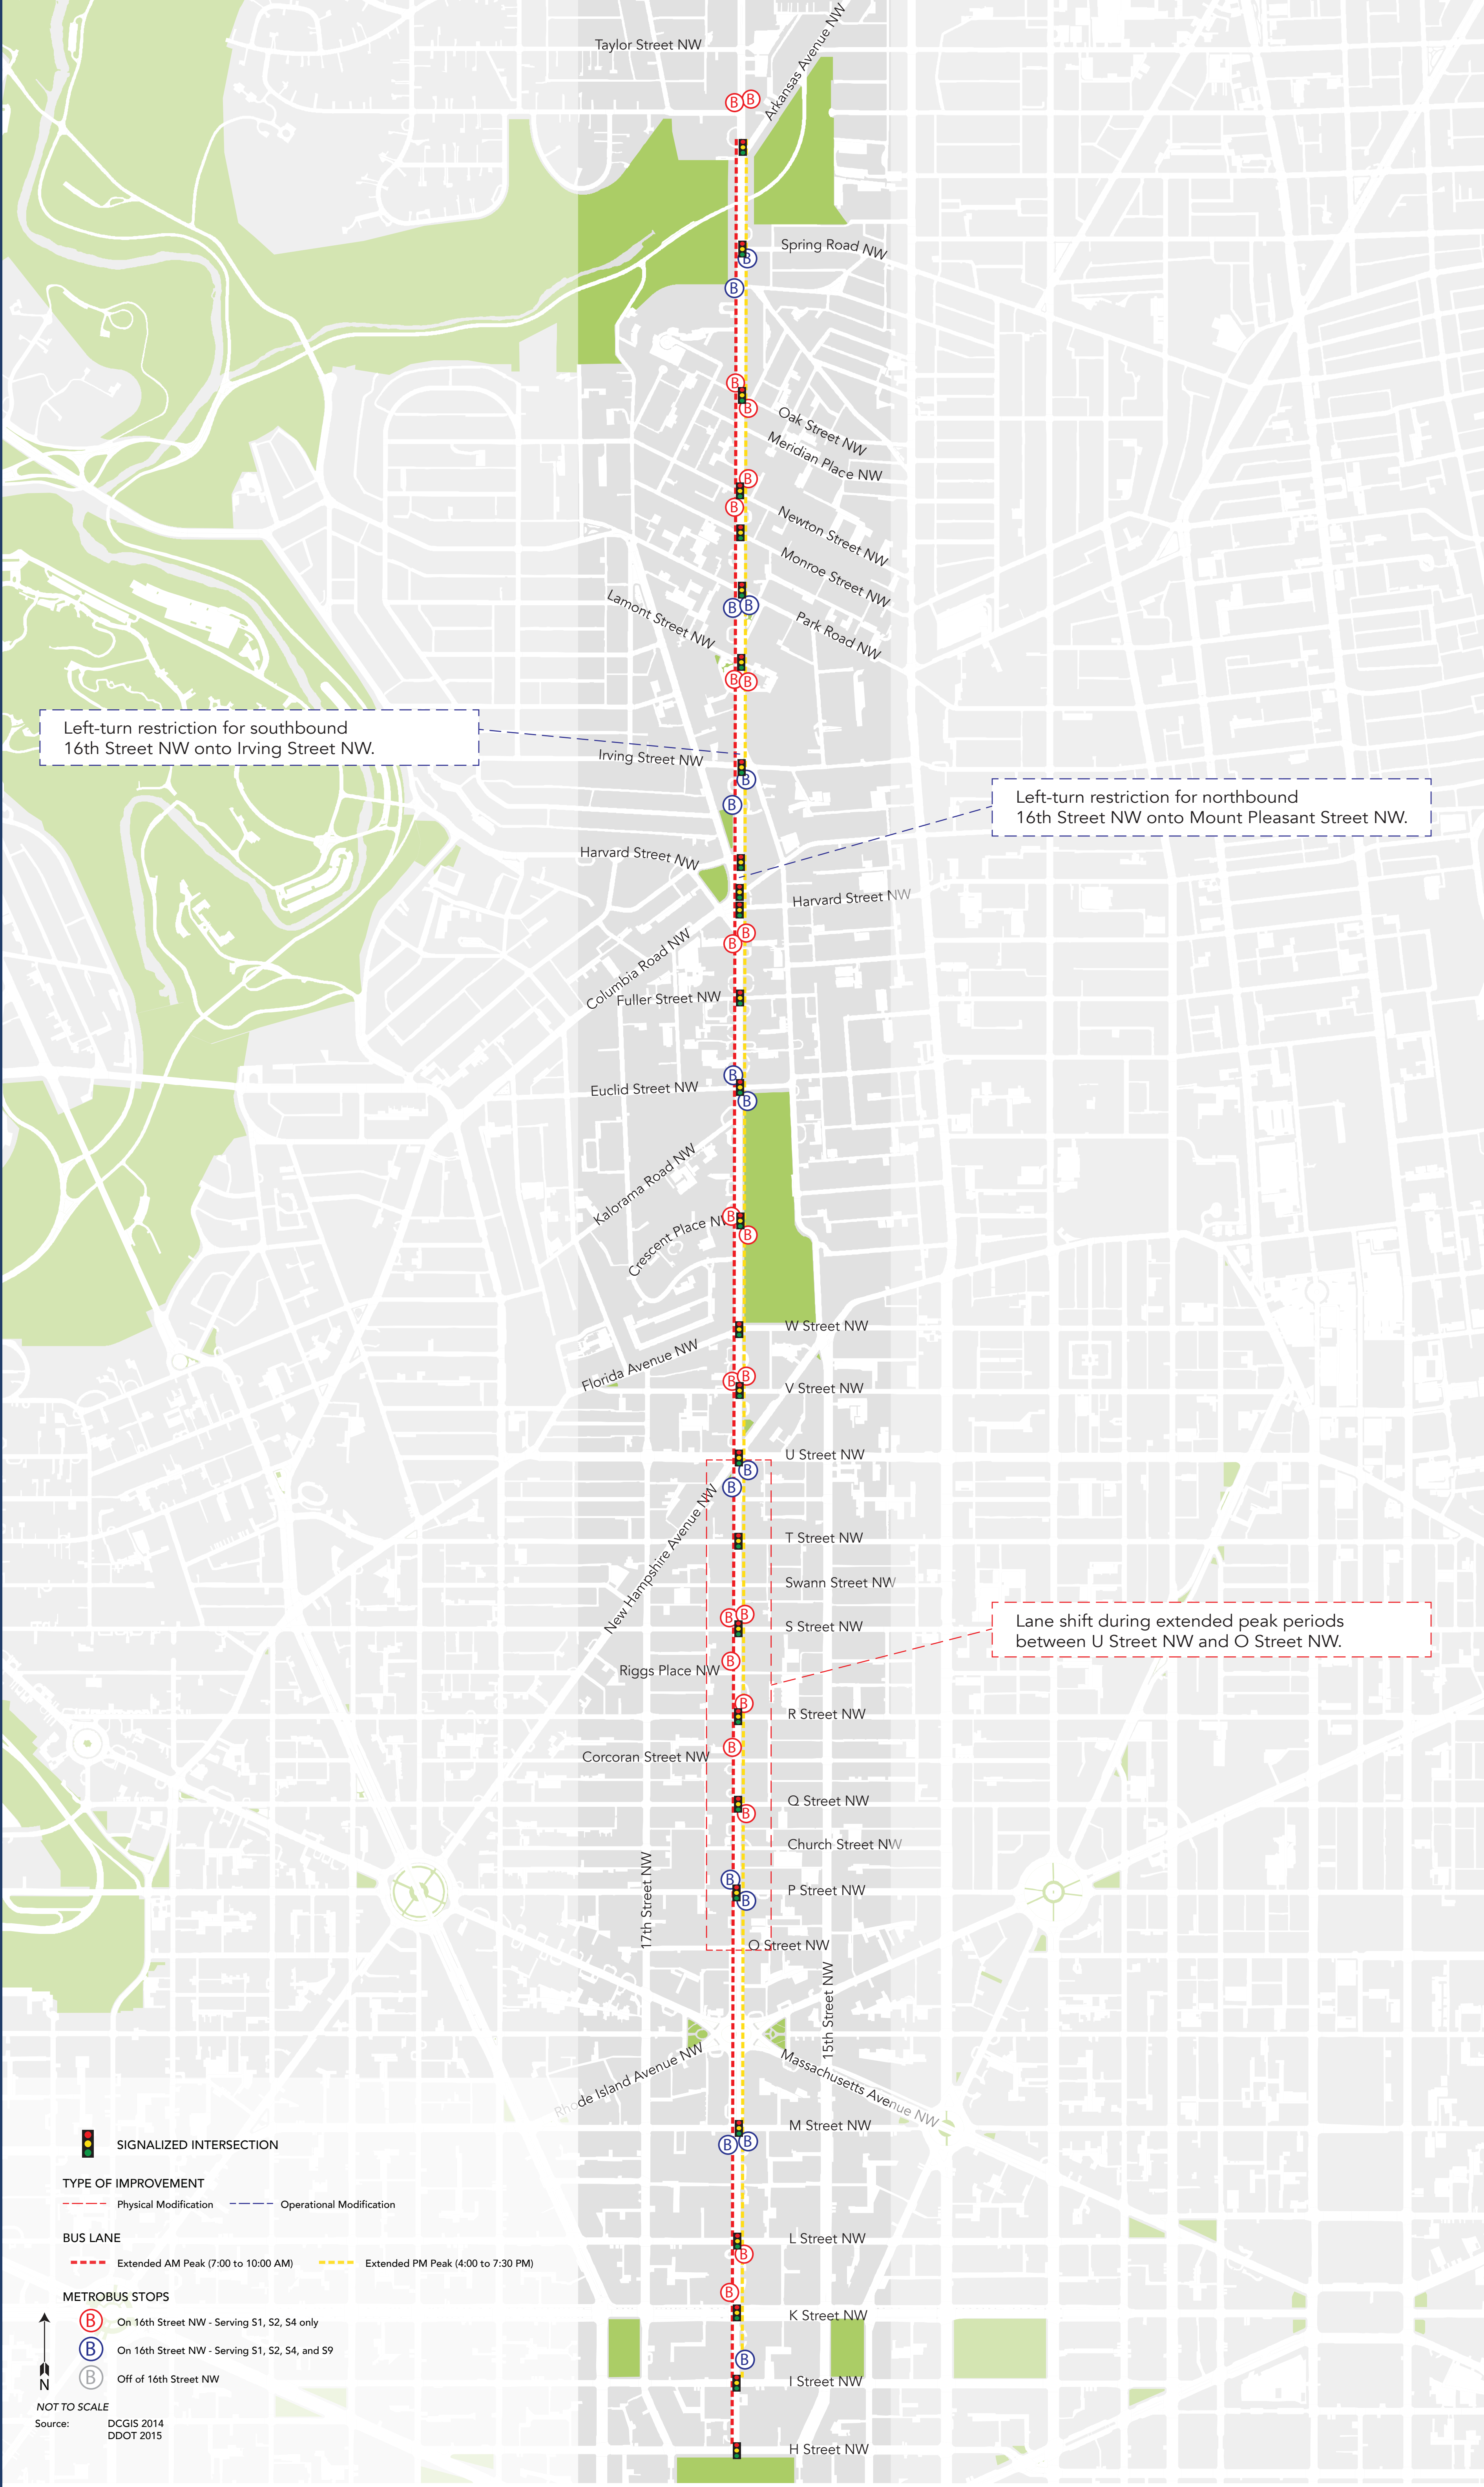 Taylor Street NW
Arkansas Avenue NW
B B
Spring Road NW
B
B
B
B
Oak Street NW
Meridian Place NW
B
B
Newton Street NW
Monroe Street NW
Lamont Street NW
B B
Park Road NW
B B
Left-turn restriction for southbound
16th Street NW onto Irving Street NW.
Irving Street NW
B
B
Left-turn restriction for northbound
16th Street NW onto Mount Pleasant Street NW.
Harvard Street NW
Harvard Street NW
B
B
Columbia Road NW
Fuller Street NW
B
Euclid Street NW
B
Kalorama Road NW
B
Crescent Place NW
B
W Street NW
Florida Avenue NW
B B
V Street NW
U Street NW
B
B
New Hampshire Avenue NW
T Street NW
Swann Street NW
B B
S Street NW
Lane shift during extended peak periods
between U Street NW and O Street NW.
B
Riggs Place NW
B
R Street NW
B
Corcoran Street NW
Q Street NW
B
Church Street NW
17th Street NW
B
P Street NW
B
O Street NW
15th Street NW
Rhode Island Avenue NW
Massachusetts Avenue NW
M Street NW
B B
L Street NW
B
B
K Street NW
B
I Street NW
H Street NW
SIGNALIZED INTERSECTION
TYPE OF IMPROVEMENT
Physical Modification
Operational Modification
BUS LANE
Extended AM Peak (7:00 to 10:00 AM)
Extended PM Peak (4:00 to 7:30 PM)
METROBUS STOPS
B On 16th Street NW - Serving S1, S2, S4 only
B On 16th Street NW - Serving S1, S2, S4, and S9
B Off of 16th Street NW
N
NOT TO SCALE
Source: DCGIS 2014
DDOT 2015